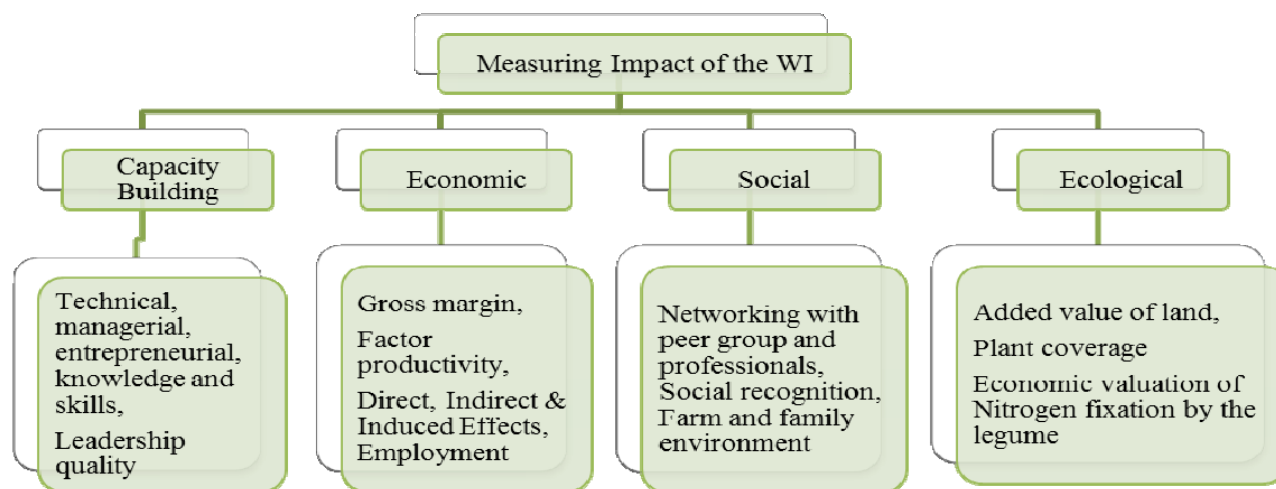 Measuring Impact of the WI
Capacity
Building
Economic
Social
Ecological
Technical,
managerial,
entrepreneurial,
knowledge and
skills,
Leadership
quality
Gross margin,
Factor
productivity,
Direct, Indirect &
Induced Effects,
Employment
Networking with
peer group and
professionals,
Social recognition,
Farm and family
environment
Added value of land,
Plant coverage
Economic valuation of
Nitrogen fixation by the
legume